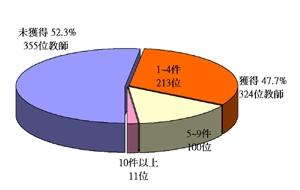 未獲得 52.3%
355位教師
1~4件
213位
獲得 47.7%
324位教師
5~9件
100位
10件以上
11位